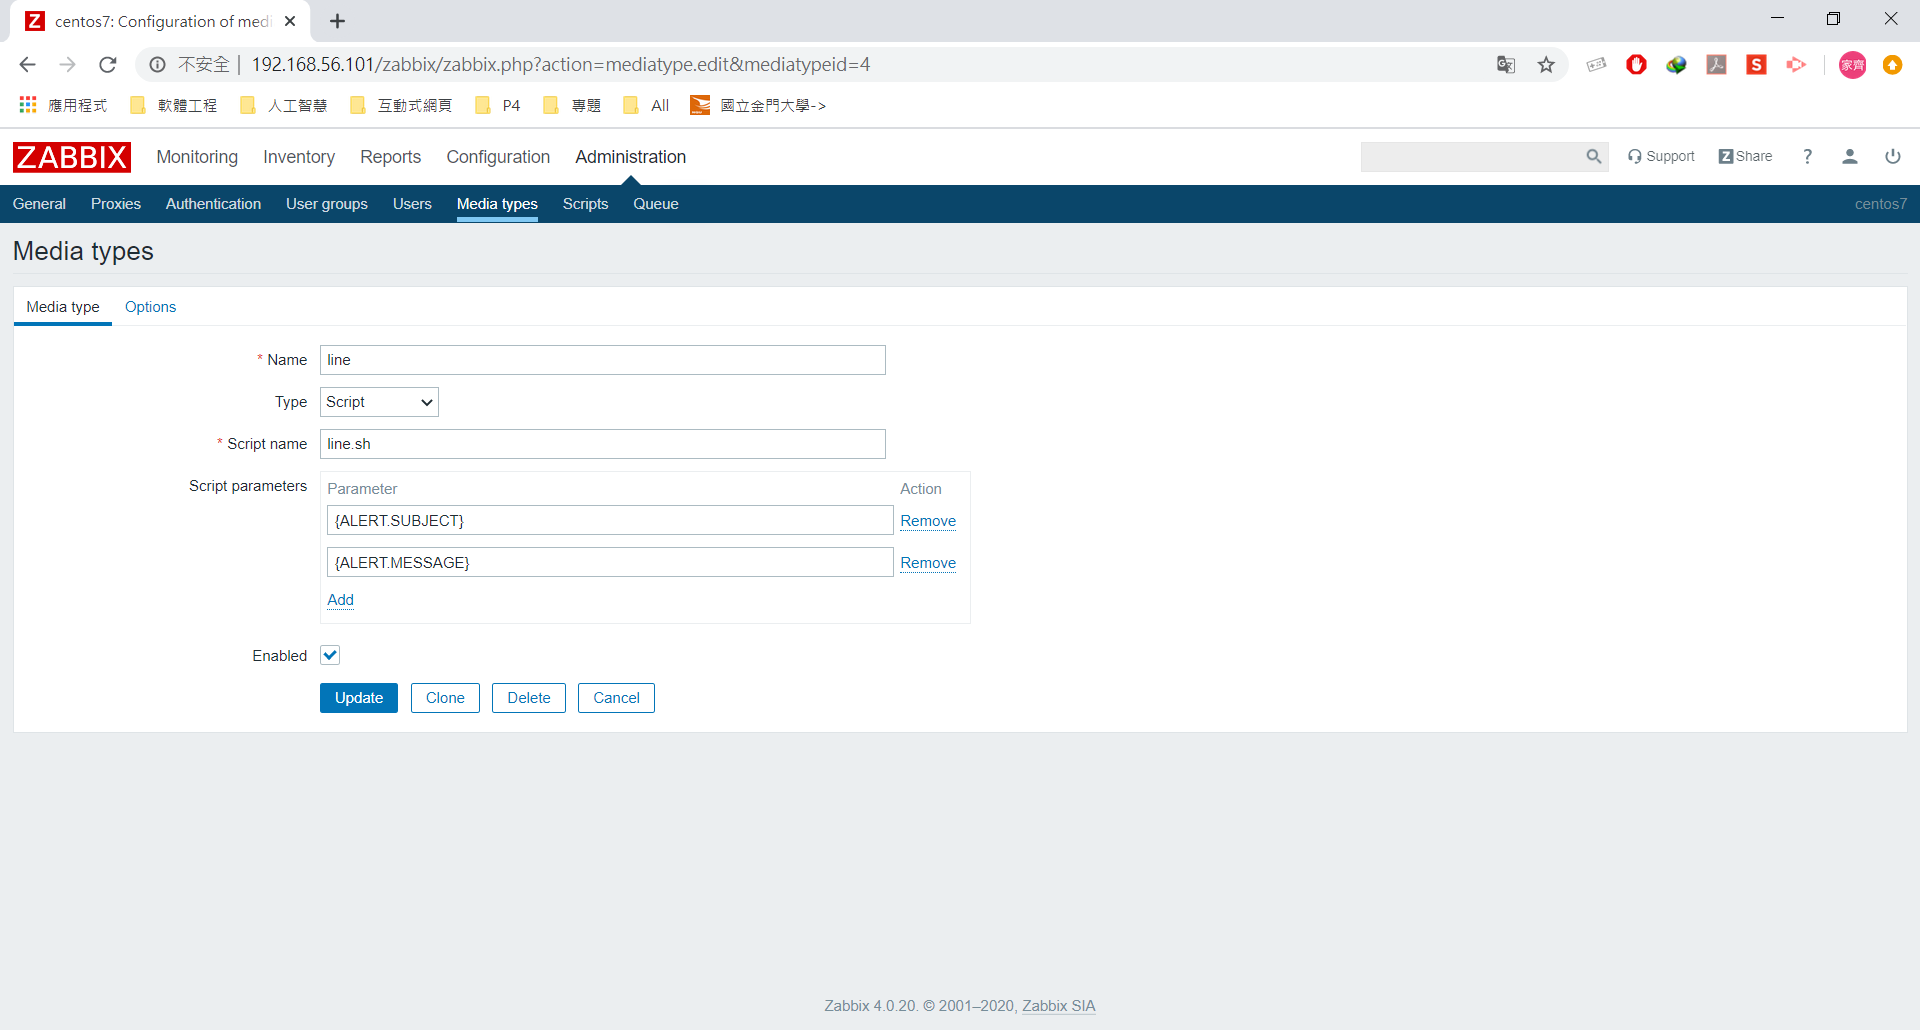 centos7: Configuration of med
不安全 | 192.168.56.101/zabbix/zabbix.php?action=mediatype.edit&mediatypeid=4
家齊
應用程式 軟體工程 人工智慧 互動式網頁 P4 專題 All 國立金門大學->
ZABBIX Monitoring Inventory Reports Configuration Administration Support Z Share ?
General Proxies Authentication User groups Users Media types Scripts Queue centos7
Media types
Media type Options
* Name line
Type Script
* Script name line.sh
Script parameters Parameter Action
{ALERT.SUBJECT} Remove
{ALERT.MESSAGE} Remove
Add
Enabled
Update Clone Delete Cancel
Zabbix 4.0.20. © 2001–2020, Zabbix SIA